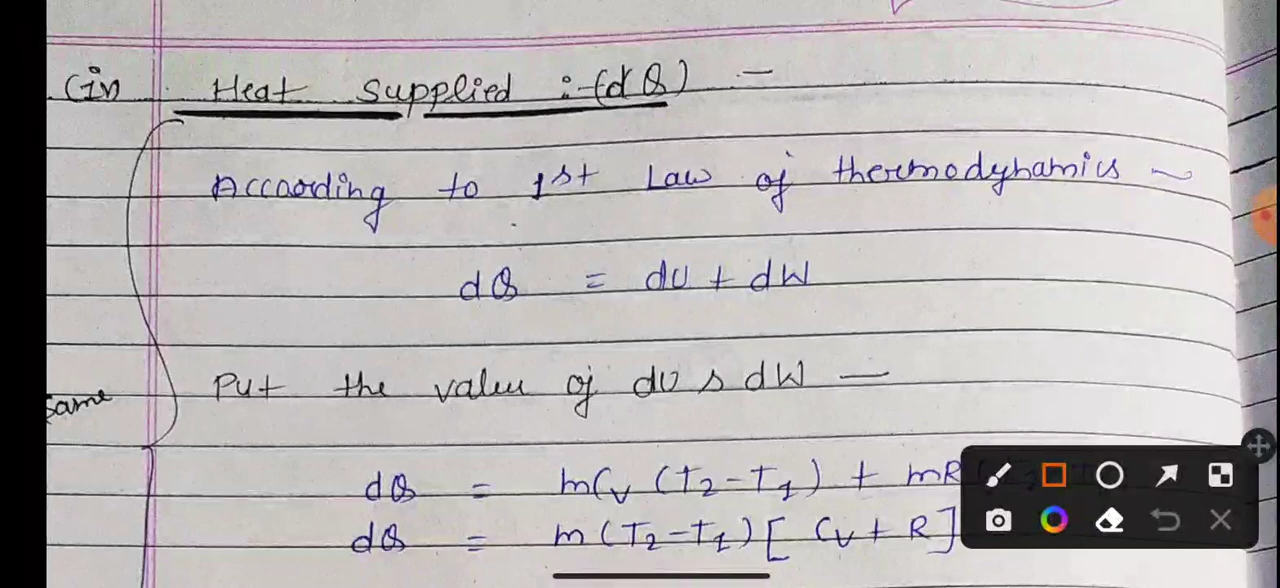 (iv) Heat Supplied :-(dQ) —
According to 1st Law of thermodynamics ~
dQ = dU + dW
Put the valeu of dU & dW —
same
dQ = mCv (T2-T1) + mR
dQ = m(T2-T1) [Cv + R]